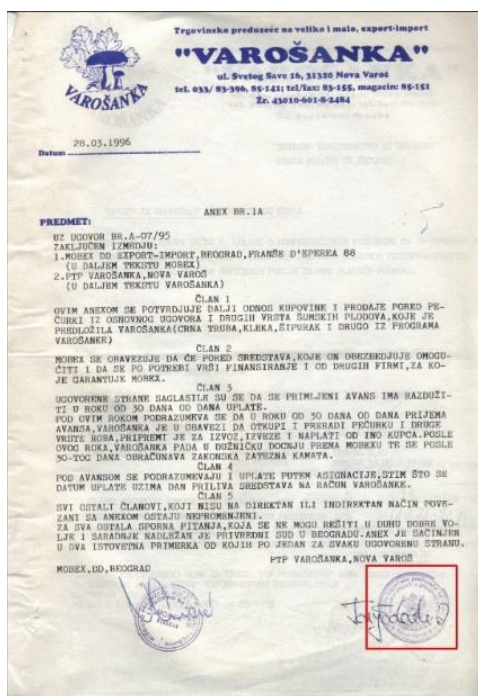 Trgovinsko preduzeće na veliko i malo, export-import
"VAROŠANKA"
ul. Svetog Save 16, 31320 Nova Varoš
tel. 033/ 83-396, 85-141; tel/fax: 83-155, magacin: 85-151
Žr. 43010-601-8-2484
VAROŠANKA
28.03.1996
Datum
ANEX BR.1A
PREDMET:
UZ UGOVOR BR.A-07/95
ZAKLJUČEN IZMEDJU:
1.MOBEX DD EXPORT-IMPORT,BEOGRAD,FRANŠE D'EPEREA 88
(U DALJEM TEKSTU MOBEX)
2.PTP VAROŠANKA,NOVA VAROŠ
(U DALJEM TEKSTU VAROŠANKA)
ČLAN 1
OVIM ANEXOM SE POTVRDJUJE DALJI ODNOS KUPOVINE I PRODAJE PORED PE-
ČURKI IZ OSNOVNOG UGOVORA I DRUGIH VRSTA ŠUMSKIH PLODOVA,KOJE JE
PREDLOŽILA VAROŠANKA(CRNA TRUBA,KLEKA,ŠIPURAK I DRUGO IZ PROGRAMA
VAROŠANKE)
ČLAN 2
MOBEX SE OBAVEZUJE DA ĆE PORED SREDSTAVA,KOJE ON OBEZBEDJUJE OMOGU-
ĆITI I DA SE PO POTREBI VRŠI FINANSIRANJE I OD DRUGIH FIRMI,ZA KO-
JE GARANTUJE MOBEX.
ČLAN 3
UGOVORENE STRANE SAGLASILE SU SE DA SE PRIMLJENI AVANS IMA RAZDUŽI-
TI U ROKU OD 30 DANA OD DANA UPLATE.
POD OVIM ROKOM PODRAZUMEVA SE DA U ROKU OD 30 DANA OD DANA PRIJEMA
AVANSA,VAROŠANKA JE U OBAVEZI DA OTKUPI I PRERADI PEČURKU I DRUGE
VRSTE ROBA,PRIPREMI JE ZA IZVOZ,IZVEZE I NAPLATI OD INO KUPCA.POSLE
OVOG ROKA,VAROŠANKA PADA U DUŽNIČKU DOCNJU PREMA MOBEXU TE SE POSLE
30-TOG DANA OBRAČUNAVA ZAKONSKA ZATEZNA KAMATA.
ČLAN 4
POD AVANSOM SE PODRAZUMEVAJU I UPLATE PUTEM ASIGNACIJE,STIM ŠTO SE
DATUM UPLATE UZIMA DAN PRILIVA SREDSTAVA NA RAČUN VAROŠANKE.
ČLAN 5
SVI OSTALI ČLANOVI,KOJI NISU NA DIREKTAN ILI INDIREKTAN NAČIN POVE-
ZANI SA ANEXOM OSTAJU NEPROMENJENI.
ZA SVA OSTALA SPORNA PITANJA,KOJA SE NE MOGU REŠITI U DUHU DOBRE VO-
LJE I SARADNJE NADLEŽAN JE PRIVREDNI SUD U BEOGRADU.ANEX JE SAČINJEN
U DVA ISTOVETNA PRIMERKA OD KOJIH PO JEDAN ZA SVAKU UGOVORENU STRANU.
PTP VAROŠANKA,NOVA VAROŠ
MOBEX,DD,BEOGRAD